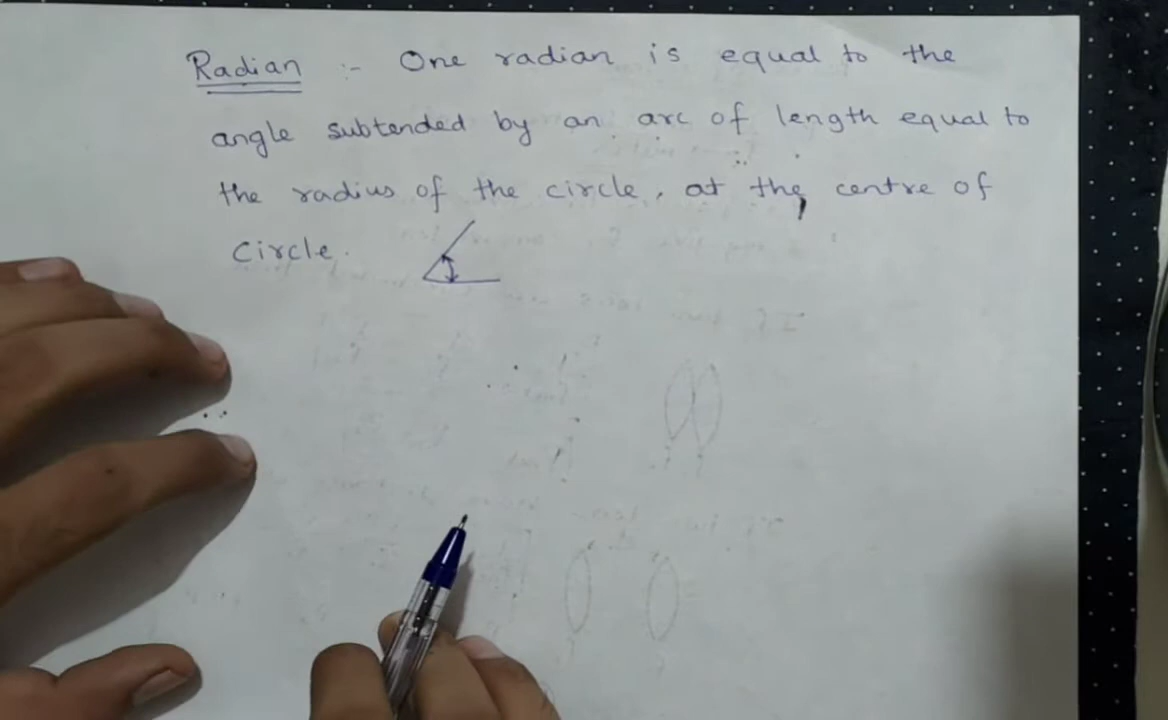 Radian :- One radian is equal to the
angle subtended by an arc of length equal to
the radius of the circle, at the centre of
circle.